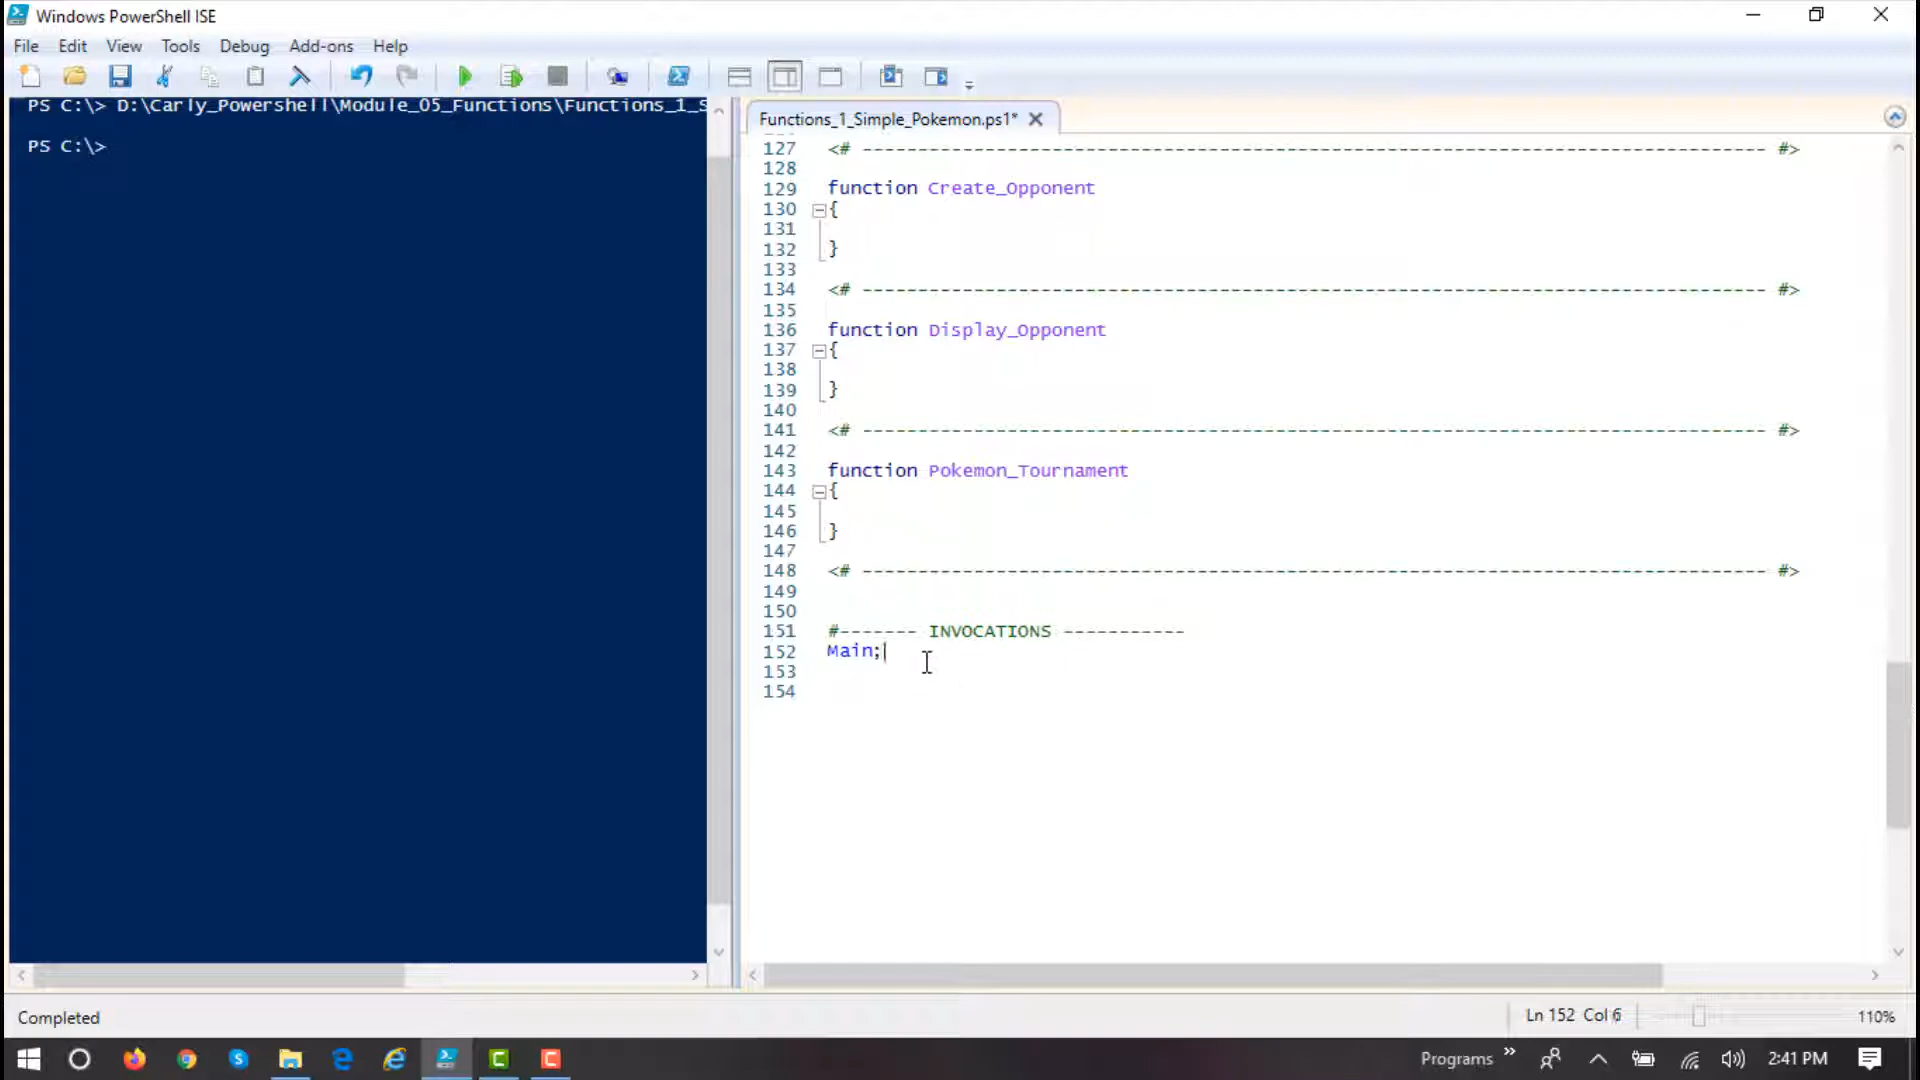 Windows PowerShell ISE
File Edit View Tools Debug Add-ons Help
PS C:\> D:\Carly_Powershell\Module_05_Functions\Functions_1_S
PS C:\>
Functions_1_Simple_Pokemon.ps1*
127 <# --------------------------------------------------------------------------------- #>
128
129 function Create_Opponent
130 {
131
132 }
133
134 <# --------------------------------------------------------------------------------- #>
135
136 function Display_Opponent
137 {
138
139 }
140
141 <# --------------------------------------------------------------------------------- #>
142
143 function Pokemon_Tournament
144 {
145
146 }
147
148 <# --------------------------------------------------------------------------------- #>
149
150
151 #------- INVOCATIONS -----------
152 Main;
153
154
Completed
Ln 152 Col 6
110%
Programs
2:41 PM